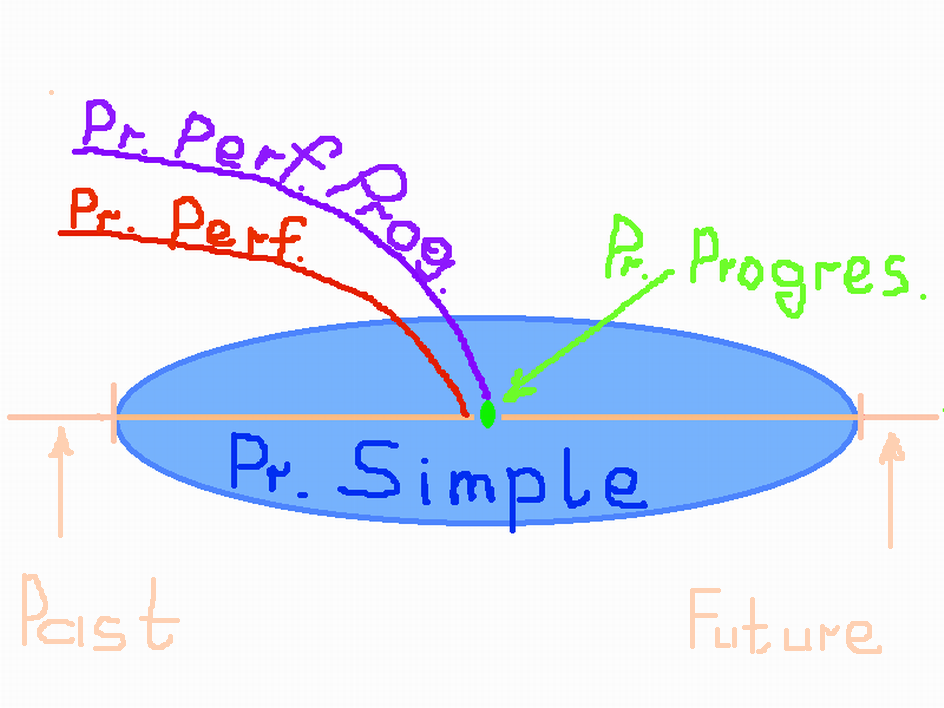 Pr. Perf. Prog.
Pr. Perf.
Pr. Progres.
Pr. Simple
Past
Future